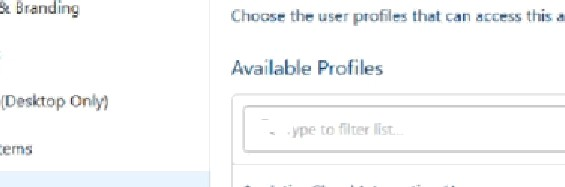 & Branding
Choose the user profiles that can access this a
Available Profiles
(Desktop Only)
ype to filter list...
tems